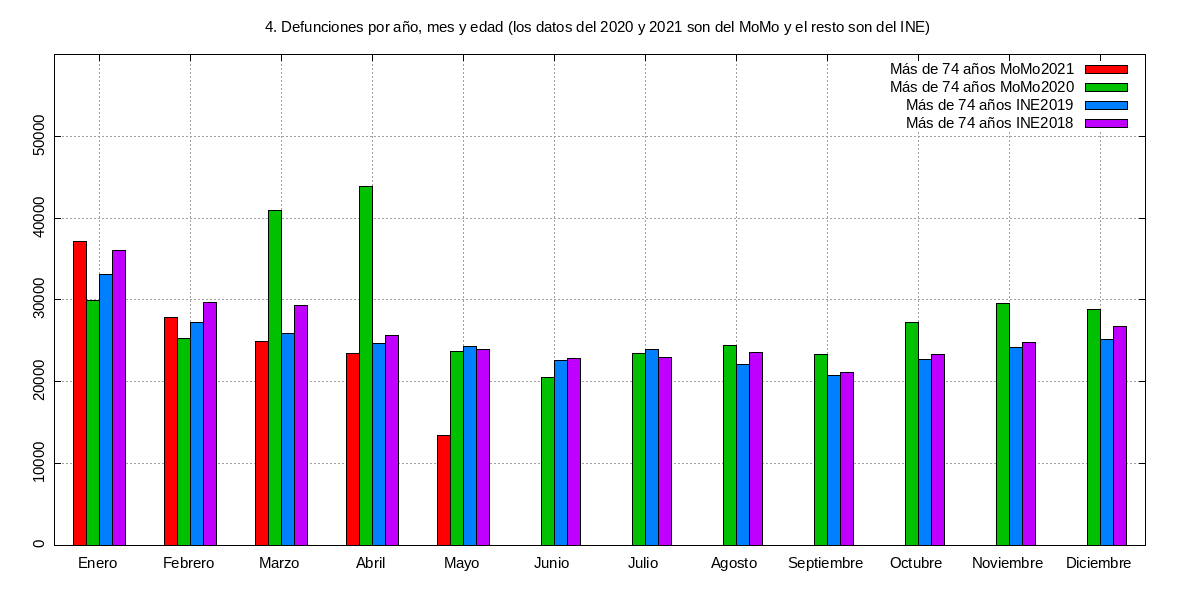 4. Defunciones por año, mes y edad (los datos del 2020 y 2021 son del MoMo y el resto son del INE)
Más de 74 años MoMo2021
Más de 74 años MoMo2020
Más de 74 años INE2019
Más de 74 años INE2018
50000
40000
30000
20000
10000
0
Enero Febrero Marzo Abril Mayo Junio Julio Agosto Septiembre Octubre Noviembre Diciembre